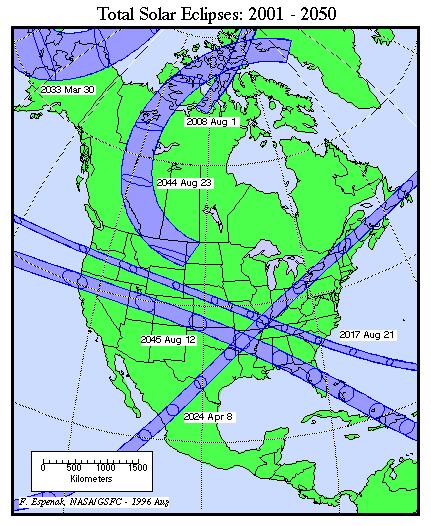 Total Solar Eclipses: 2001 - 2050
2033 Mar 30
2008 Aug 1
2044 Aug 23
2017 Aug 21
2045 Aug 12
2024 Apr 8
0 500 1000 1500
Kilometers
F. Espenak, NASA/GSFC - 1996 Aug